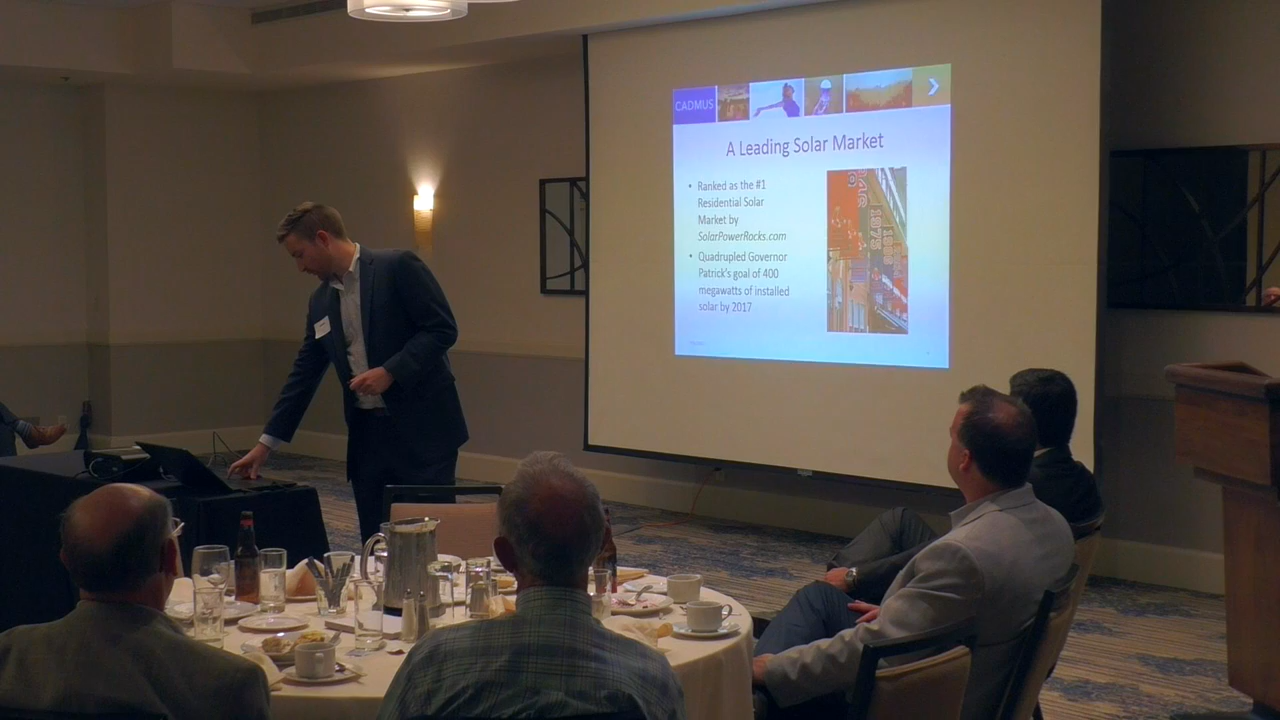 CADMUS
A Leading Solar Market
• Ranked as the #1
Residential Solar
Market by
SolarPowerRocks.com
• Quadrupled Governor
Patrick's goal of 400
megawatts of installed
solar by 2017
1975